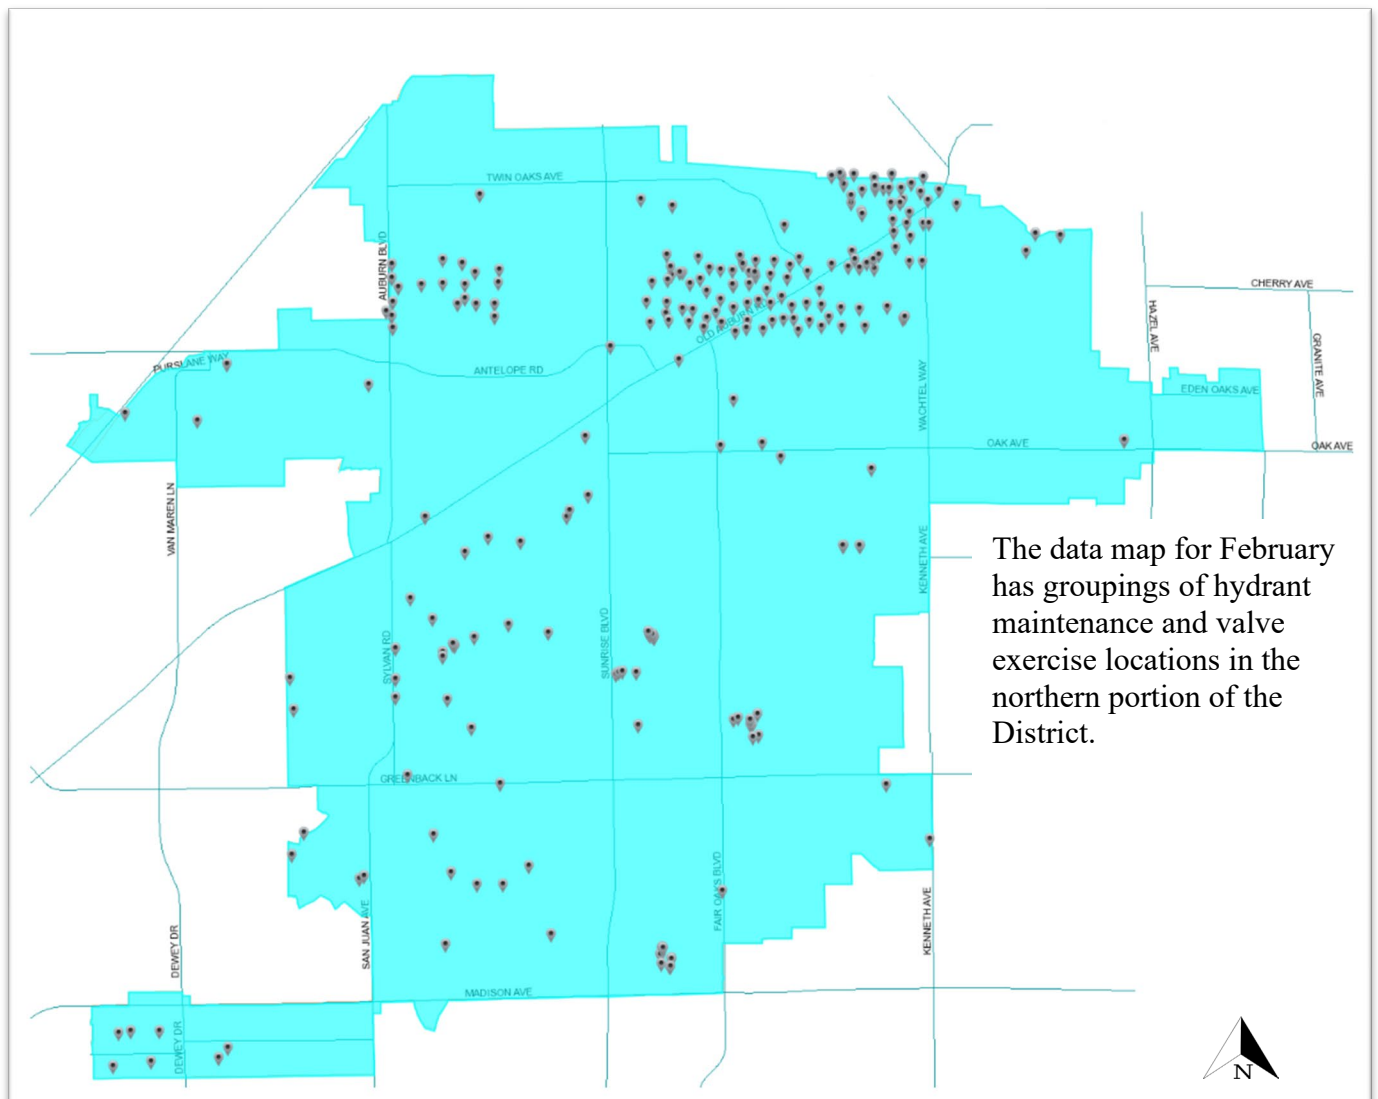 TWIN OAKS AVE
AUBURN BLVD
CHERRY AVE
HAZEL AVE
GRANITE AVE
OLD AUBURN RD
PURSLANE WAY
ANTELOPE RD
WACHTEL WAY
EDEN OAKS AVE
OAK AVE
OAK AVE
VAN MAREN LN
KENNETH AVE
The data map for February
has groupings of hydrant
maintenance and valve
exercise locations in the
northern portion of the
District.
SYLVAN RD
SUNRISE BLVD
GREENBACK LN
FAIR OAKS BLVD
KENNETH AVE
SAN JUAN AVE
DEWEY DR
MADISON AVE
DEWEY DR
N